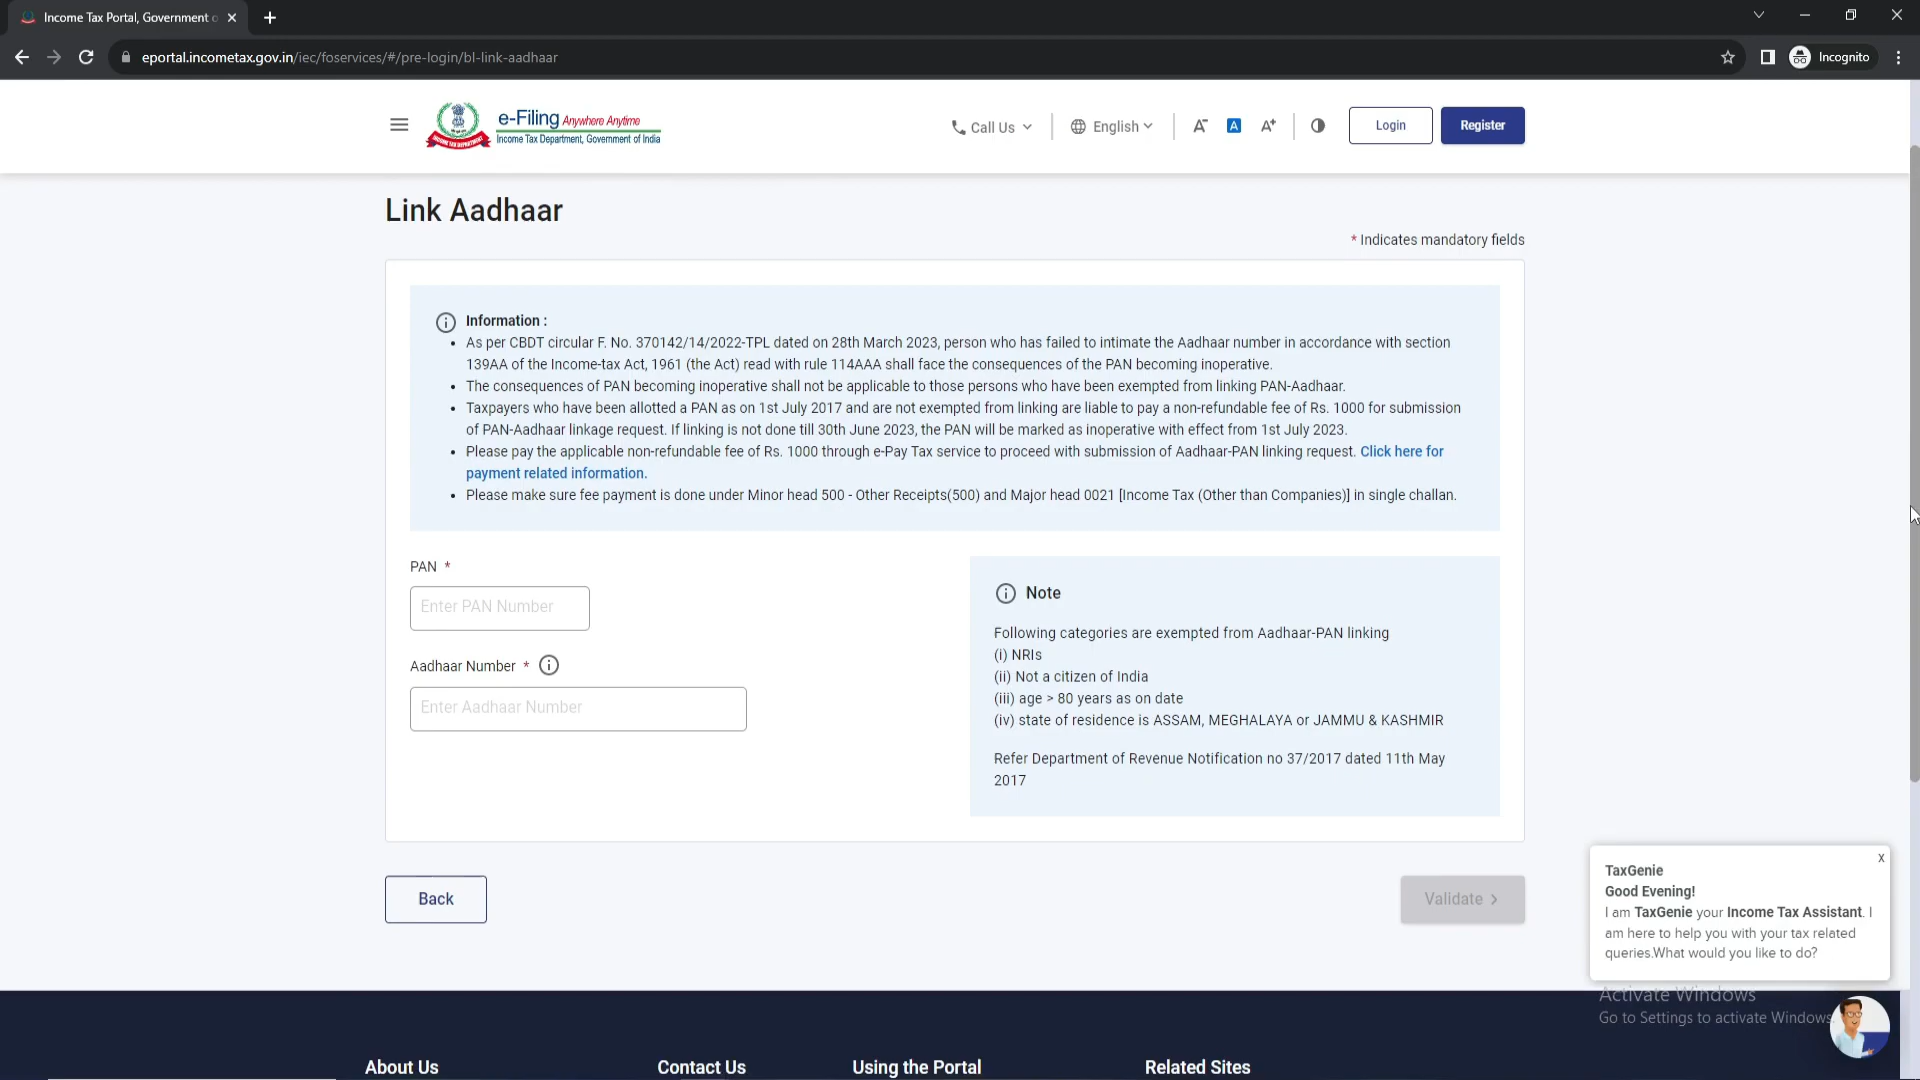 Income Tax Portal, Government o
eportal.incometax.gov.in/iec/foservices/#/pre-login/bl-link-aadhaar
Incognito
e-Filing Anywhere Anytime
Income Tax Department, Government of India
INCOME TAX DEPARTMENT
Call Us
English
A-
A
A+
Login
Register
Link Aadhaar
* Indicates mandatory fields
Information :
• As per CBDT circular F. No. 370142/14/2022-TPL dated on 28th March 2023, person who has failed to intimate the Aadhaar number in accordance with section
139AA of the Income-tax Act, 1961 (the Act) read with rule 114AAA shall face the consequences of the PAN becoming inoperative.
• The consequences of PAN becoming inoperative shall not be applicable to those persons who have been exempted from linking PAN-Aadhaar.
• Taxpayers who have been allotted a PAN as on 1st July 2017 and are not exempted from linking are liable to pay a non-refundable fee of Rs. 1000 for submission
of PAN-Aadhaar linkage request. If linking is not done till 30th June 2023, the PAN will be marked as inoperative with effect from 1st July 2023.
• Please pay the applicable non-refundable fee of Rs. 1000 through e-Pay Tax service to proceed with submission of Aadhaar-PAN linking request. Click here for
payment related information.
• Please make sure fee payment is done under Minor head 500 - Other Receipts(500) and Major head 0021 [Income Tax (Other than Companies)] in single challan.
PAN *
Enter PAN Number
Aadhaar Number *
Enter Aadhaar Number
Note
Following categories are exempted from Aadhaar-PAN linking
(i) NRIs
(ii) Not a citizen of India
(iii) age > 80 years as on date
(iv) state of residence is ASSAM, MEGHALAYA or JAMMU & KASHMIR
Refer Department of Revenue Notification no 37/2017 dated 11th May
2017
Back
Validate >
x
TaxGenie
Good Evening!
I am TaxGenie your Income Tax Assistant. I
am here to help you with your tax related
queries.What would you like to do?
Activate Windows
Go to Settings to activate Windows
About Us
Contact Us
Using the Portal
Related Sites